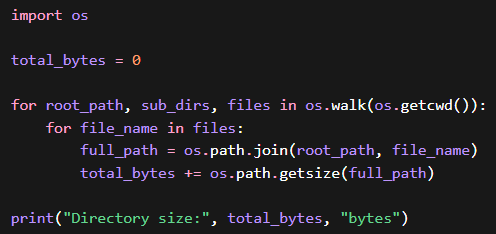 import os

total_bytes = 0

for root_path, sub_dirs, files in os.walk(os.getcwd()):
    for file_name in files:
        full_path = os.path.join(root_path, file_name)
        total_bytes += os.path.getsize(full_path)

print("Directory size:", total_bytes, "bytes")